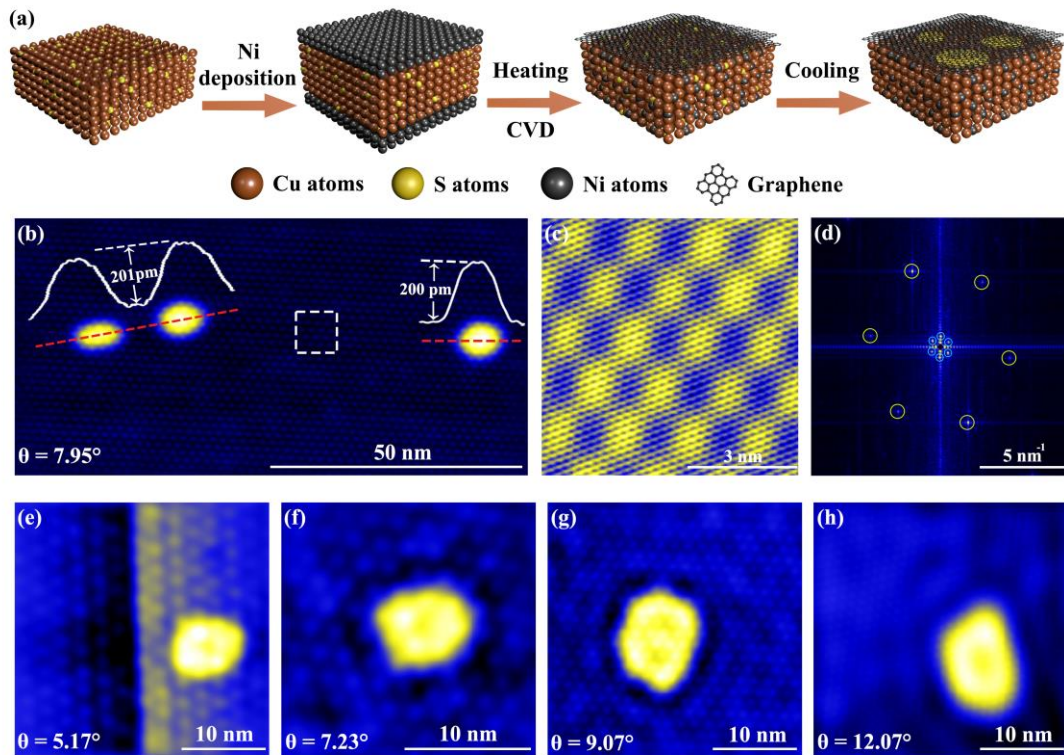 (a)
Ni
deposition
Heating
CVD
Cooling
Cu atoms
S atoms
Ni atoms
Graphene
(b)
201pm
200 pm
θ = 7.95°
50 nm
(c)
3 nm
(d)
5 nm-1
(e)
θ = 5.17°
10 nm
(f)
θ = 7.23°
10 nm
(g)
θ = 9.07°
10 nm
(h)
θ = 12.07°
10 nm